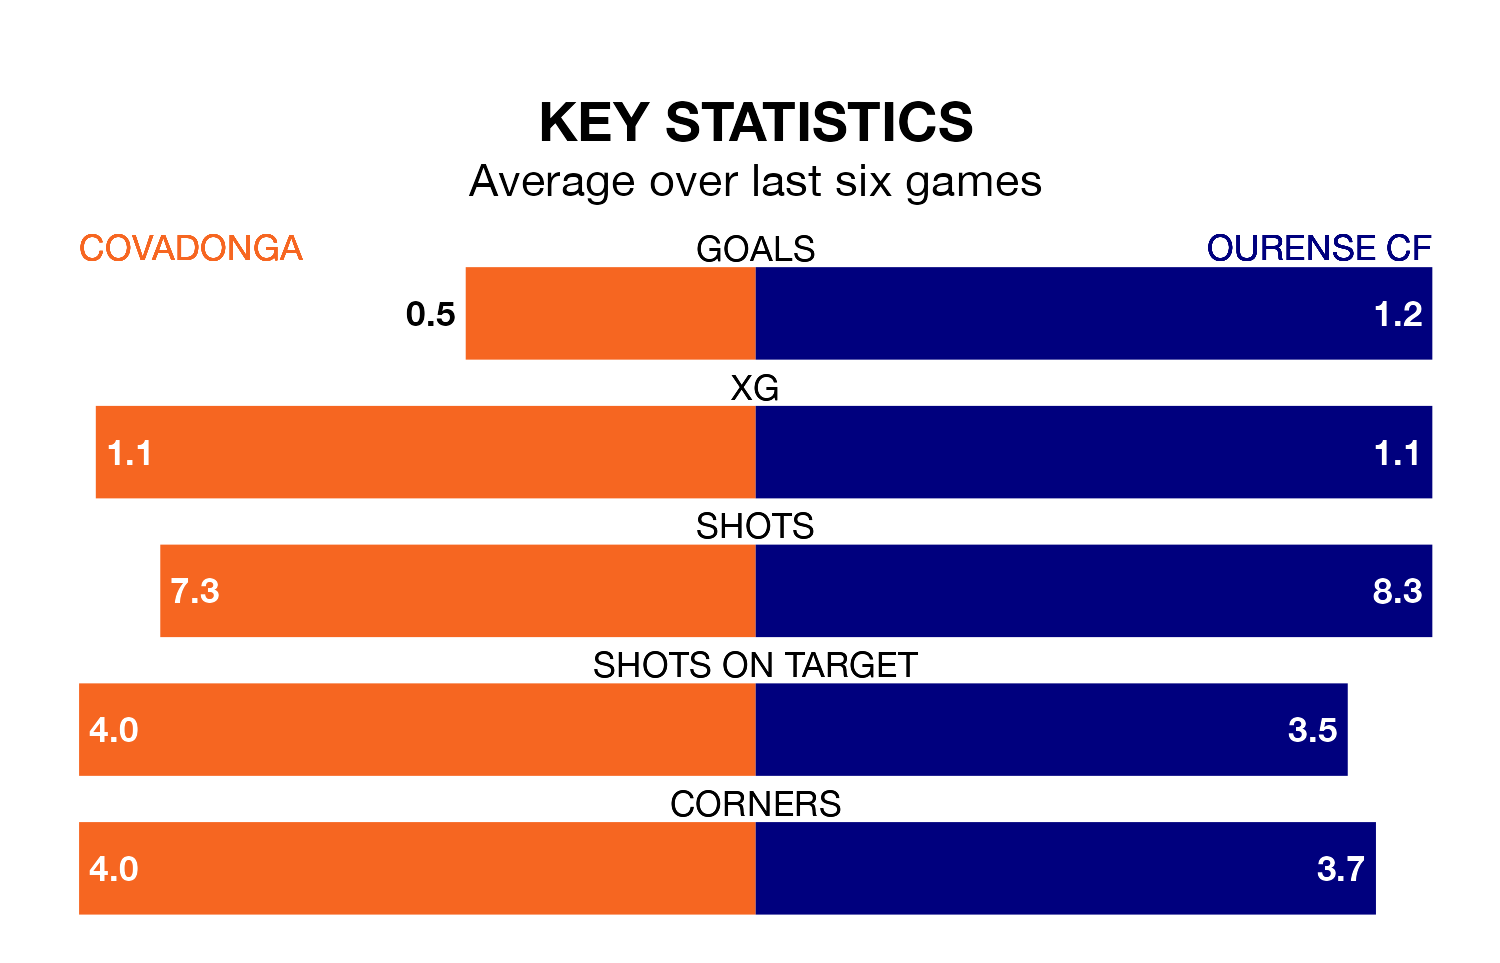 KEY STATISTICS
Average over last six games
COVADONGA GOALS OURENSE CF
0.5 1.2
XG
1.1 1.1
SHOTS
7.3 8.3
SHOTS ON TARGET
4.0 3.5
CORNERS
4.0 3.7